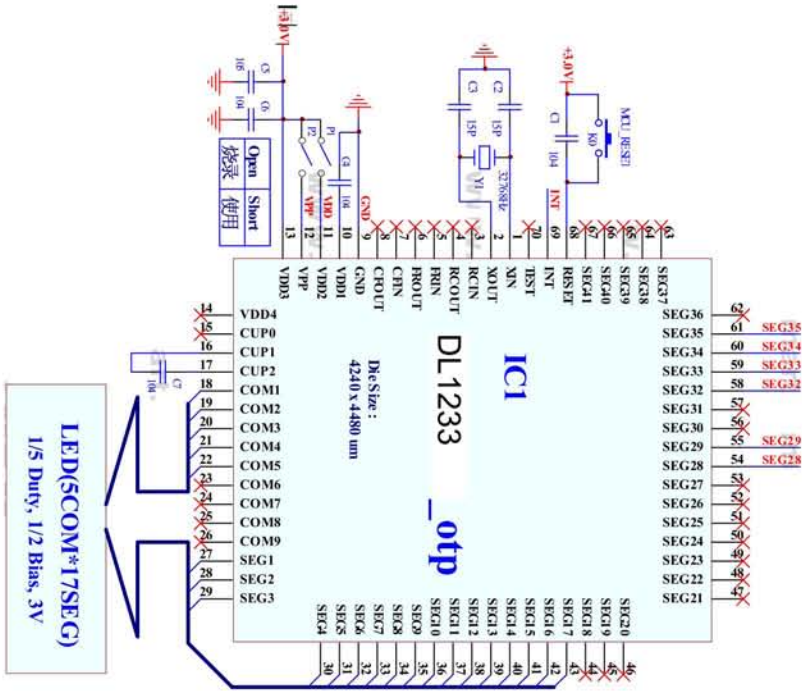 +3.0V
C5
105
C6
104
Open Short
烧录 使用
P1
P2
C4
104
GND
VDD
VPP
C3
15P
C2
15P
Y1
32768Hz
+3.0V
C1
104
K0
MCU_RESET
INT
13 12 11 10 9 8 7 6 5 4 3 2 1 70 69 68 67 66 65 64 63
VDD3 VPP VDD2 VDD1 GND CFOUT CFIN FROUT FRIN RCOUT RCIN XOUT XIN TEST INT RESET SEG41 SEG40 SEG39 SEG38 SEG37
14 VDD4
15 CUP0
16 CUP1
17 CUP2
18 COM1
19 COM2
20 COM3
21 COM4
22 COM5
23 COM6
24 COM7
25 COM8
26 COM9
27 SEG1
28 SEG2
29 SEG3
C7
104
Die Size :
4240 x 4480 um
IC1
DL1233
_otp
SEG36 62
SEG35 61 SEG35
SEG34 60 SEG34
SEG33 59 SEG33
SEG32 58 SEG32
SEG31 57
SEG30 56
SEG29 55 SEG29
SEG28 54 SEG28
SEG27 53
SEG26 52
SEG25 51
SEG24 50
SEG23 49
SEG22 48
SEG21 47
SEG4 SEG5 SEG6 SEG7 SEG8 SEG9 SEG10 SEG11 SEG12 SEG13 SEG14 SEG15 SEG16 SEG17 SEG18 SEG19 SEG20
30 31 32 33 34 35 36 37 38 39 40 41 42 43 44 45 46
LED(5COM*17SEG)
1/5 Duty, 1/2 Bias, 3V